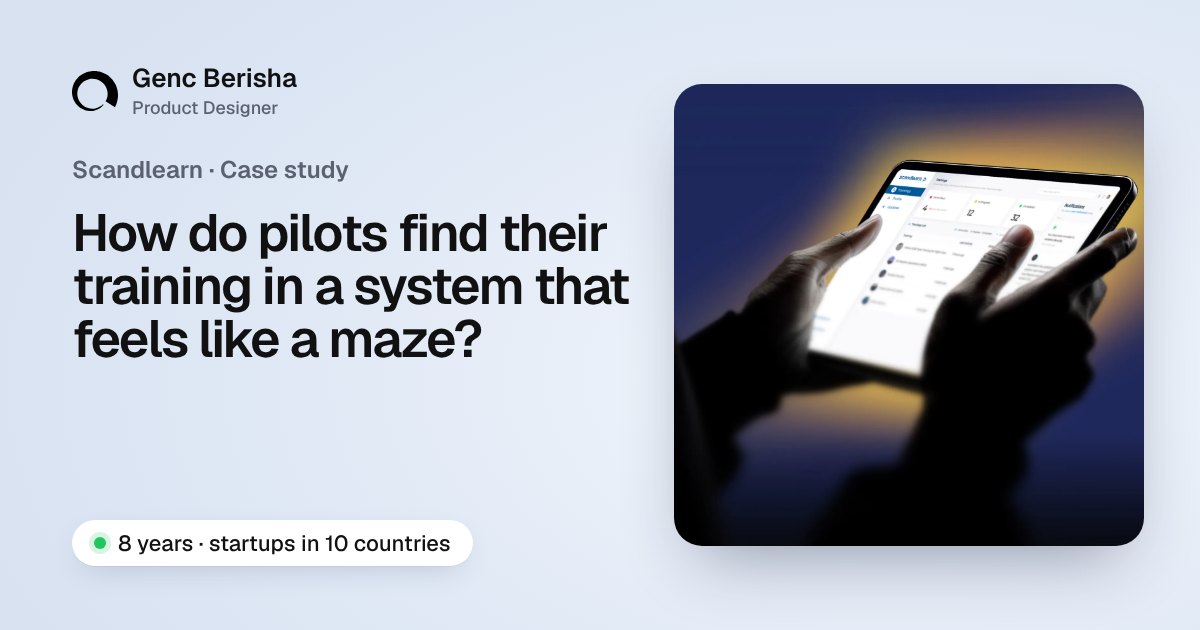 Genc Berisha
Product Designer
Scandlearn · Case study
How do pilots find their
training in a system that
feels like a maze?
8 years · startups in 10 countries
scandlearn
12
32
Notifications